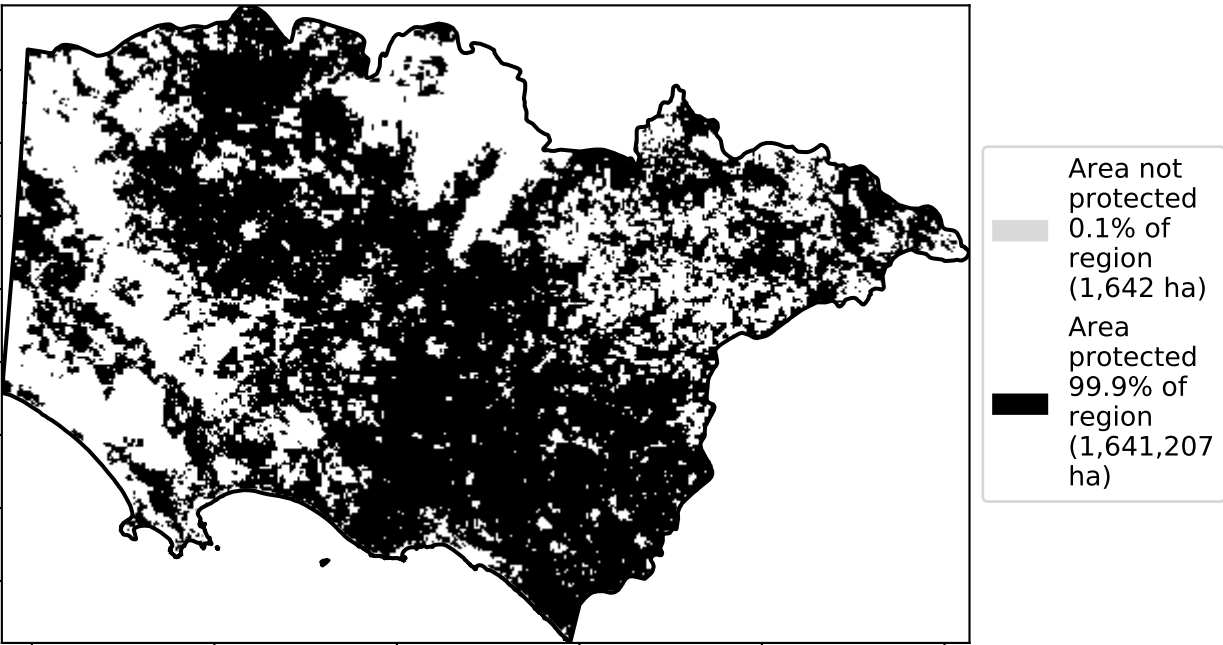 Area not
protected
0.1% of
region
(1,642 ha)
Area
protected
99.9% of
region
(1,641,207
ha)